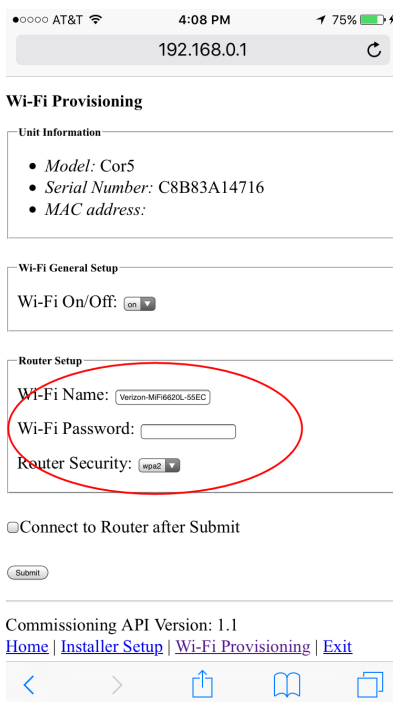 AT&T 4:08 PM 75%
192.168.0.1
Wi-Fi Provisioning
Unit Information
Model: Cor5
Serial Number: C8B83A14716
MAC address:
Wi-Fi General Setup
Wi-Fi On/Off: on
Router Setup
Wi-Fi Name: Verizon-MiFi6620L-55EC
Wi-Fi Password:
Router Security: wpa2
Connect to Router after Submit
Submit
Commissioning API Version: 1.1
Home | Installer Setup | Wi-Fi Provisioning | Exit